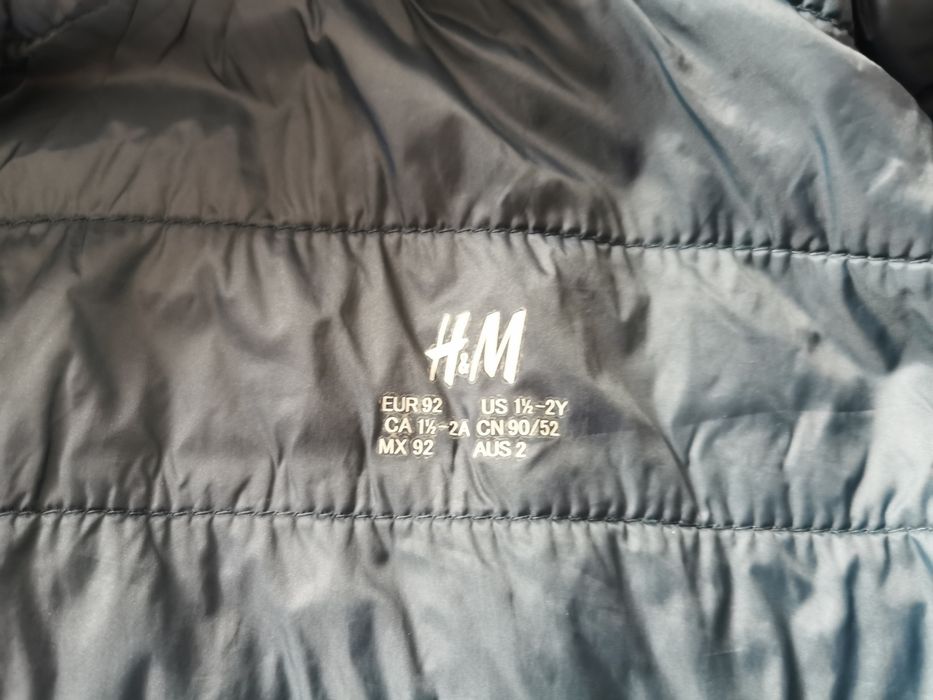 H&M
EUR 92 US 1½-2Y
CA 1½-2A CN 90/52
MX 92 AUS 2